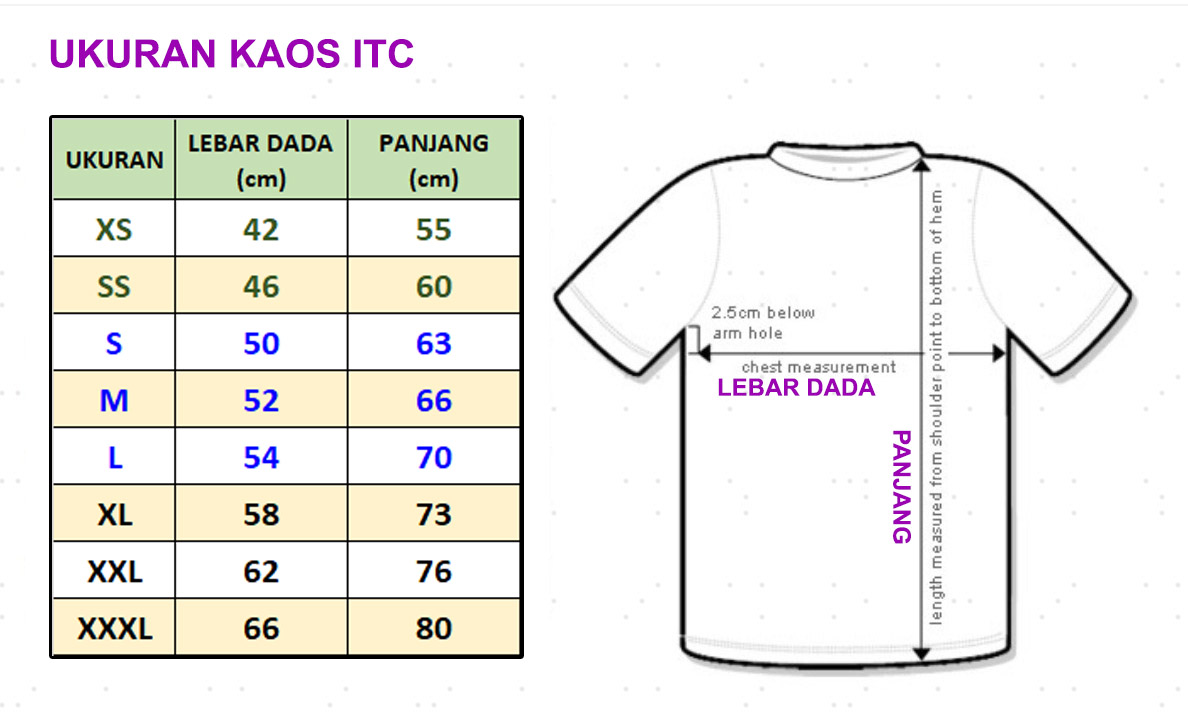 UKURAN KAOS ITC
UKURAN LEBAR DADA (cm) PANJANG (cm)
XS 42 55
SS 46 60
S 50 63
M 52 66
L 54 70
XL 58 73
XXL 62 76
XXXL 66 80
2.5cm below
arm hole
chest measurement
LEBAR DADA
PANJANG
length measured from shoulder point to bottom of hem